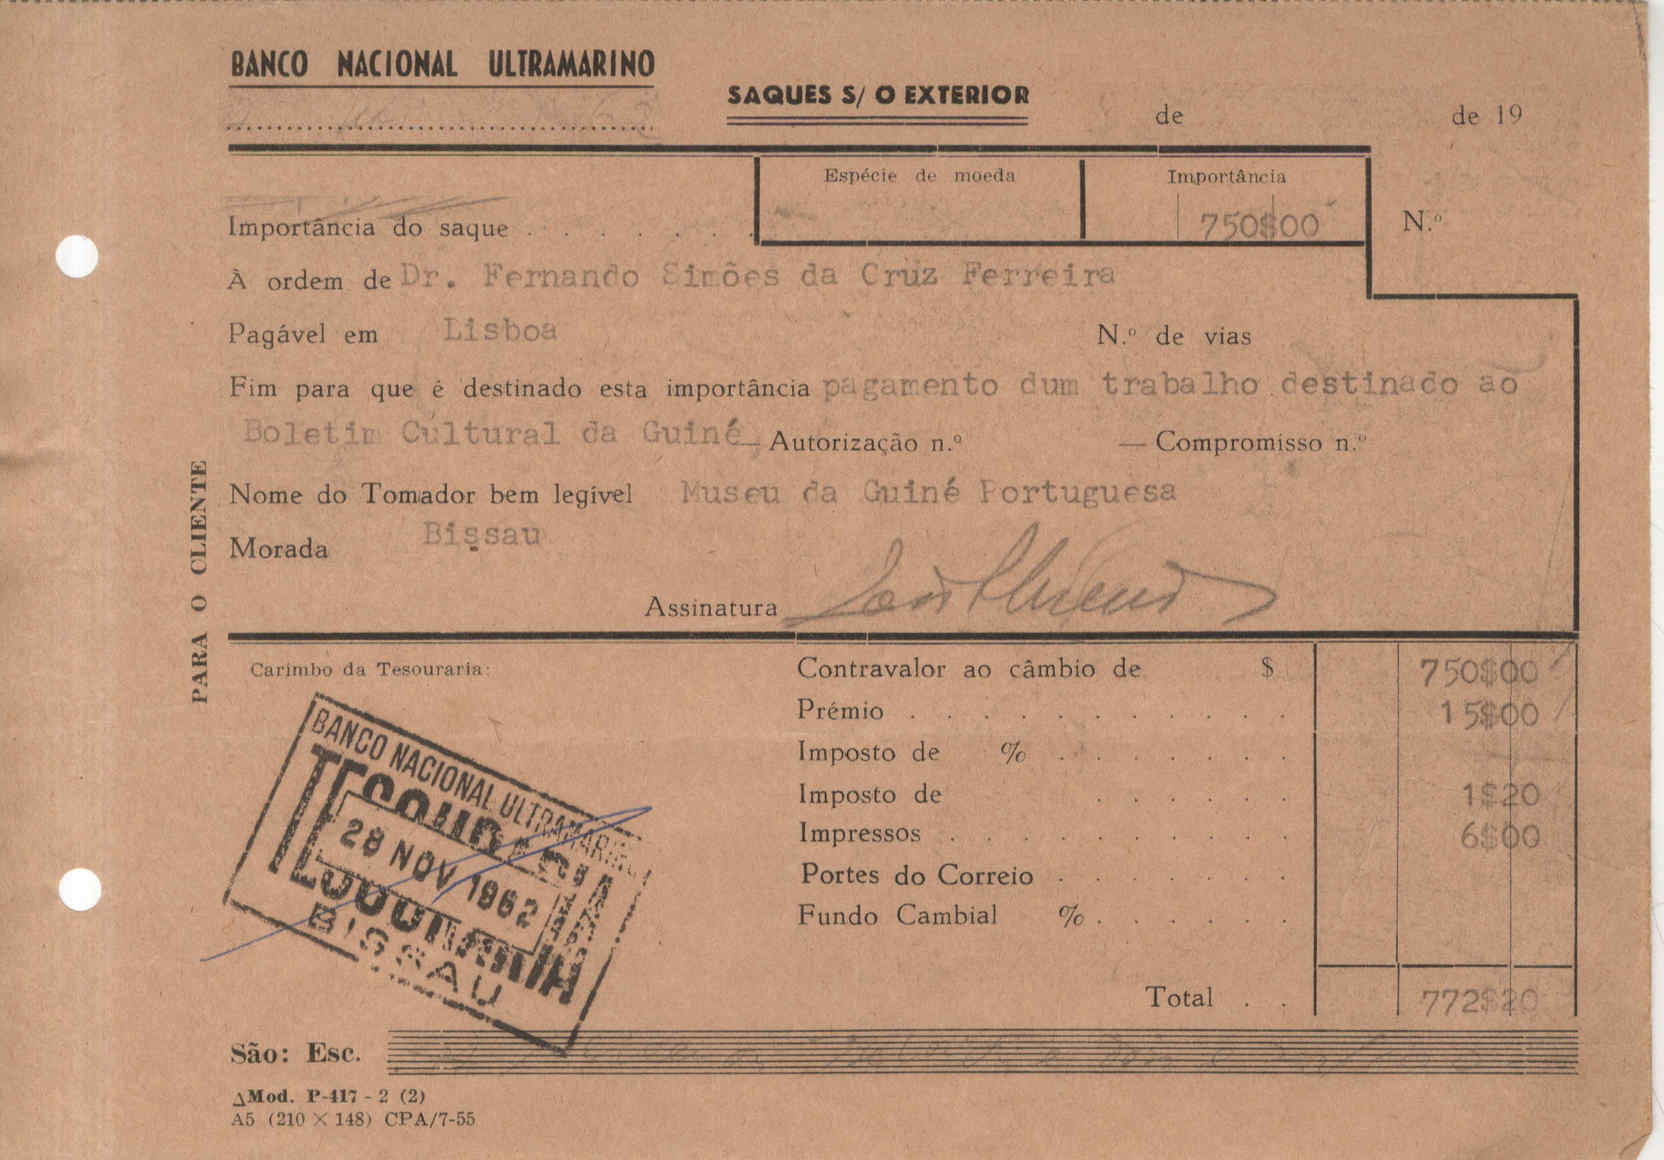 BANCO NACIONAL ULTRAMARINO
SAQUES S/ O EXTERIOR
de de 19
Espécie de moeda Importância
Importância do saque . . . . . . . 750$00 N.º
À ordem de Dr. Fernando Simões da Cruz Ferreira
Pagável em Lisboa N.º de vias
Fim para que é destinado esta importância pagamento dum trabalho destinado ao
Boletim Cultural da Guiné — Autorização n.º — Compromisso n.º
Nome do Tomador bem legível Museu da Guiné Portuguesa
Morada Bissau
Assinatura
PARA O CLIENTE
Carimbo da Tesouraria:
BANCO NACIONAL ULTRAMARINO
TESOURARIA
28 NOV 1962
TESOURARIA
BISSAU
Contravalor ao câmbio de $ 750$00
Prémio . . . . . . . . . . . 15$00
Imposto de % . . . . . . .
Imposto de . . . . . . 1$20
Impressos . . . . . . . . . . 6$00
Portes do Correio . . . . . . .
Fundo Cambial % . . . . . .
Total . . 772$20
São: Esc.
△Mod. P-417 - 2 (2)
A5 (210 × 148) CPA/7-55